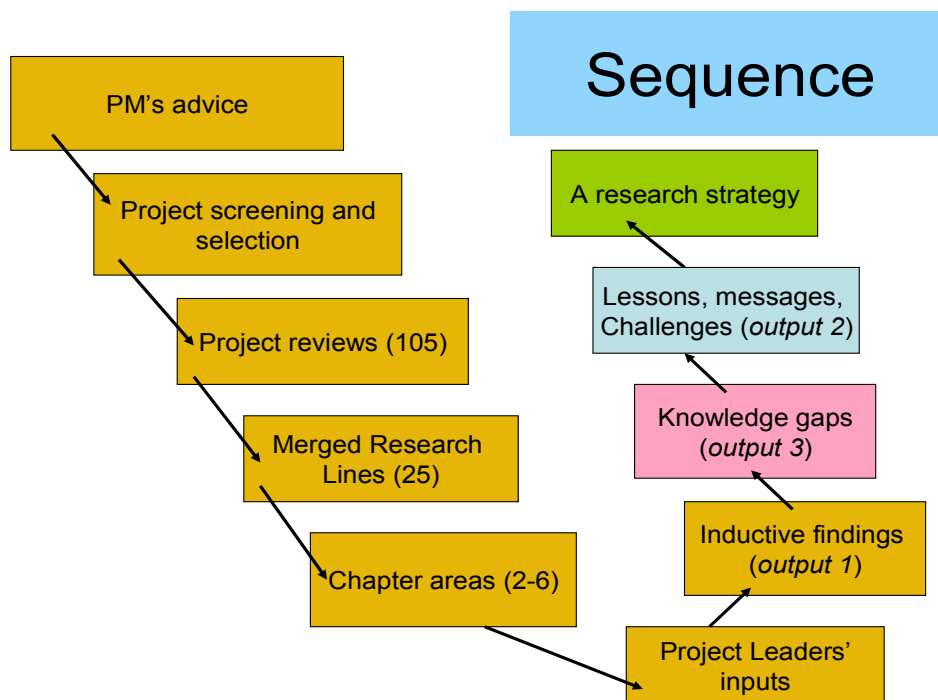 Sequence
PM's advice
Project screening and
selection
Project reviews (105)
Merged Research
Lines (25)
Chapter areas (2-6)
Project Leaders'
inputs
Inductive findings
(output 1)
Knowledge gaps
(output 3)
Lessons, messages,
Challenges (output 2)
A research strategy